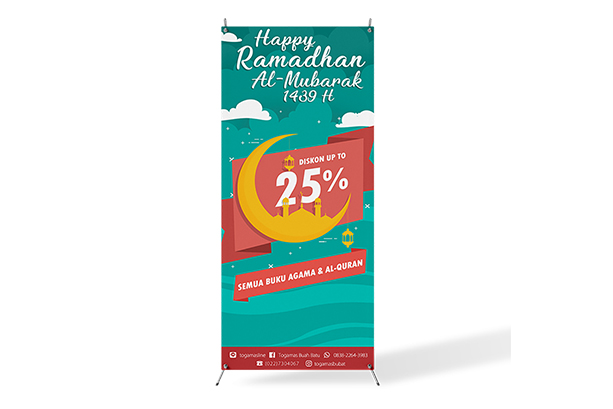 Happy
Ramadhan
Al-Mubarak
1439 H
DISKON UP TO
25%
SEMUA BUKU AGAMA & AL-QURAN
togamasline Togamas Buah Batu 0838-2264-3983
(022)7304067 togamasbubat